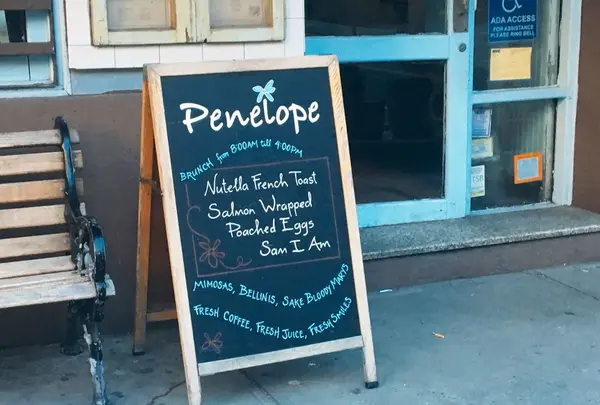 Penelope
BRUNCH from 8:00AM till 4:00PM
Nutella French Toast
Salmon Wrapped
Poached Eggs
Sam I Am
MIMOSAS, BELLINIS, SAKE BLOODY MARYS
FRESH COFFEE, FRESH JUICE, FRESH SMILES
ADA ACCESS
FOR ASSISTANCE
PLEASE RING BELL